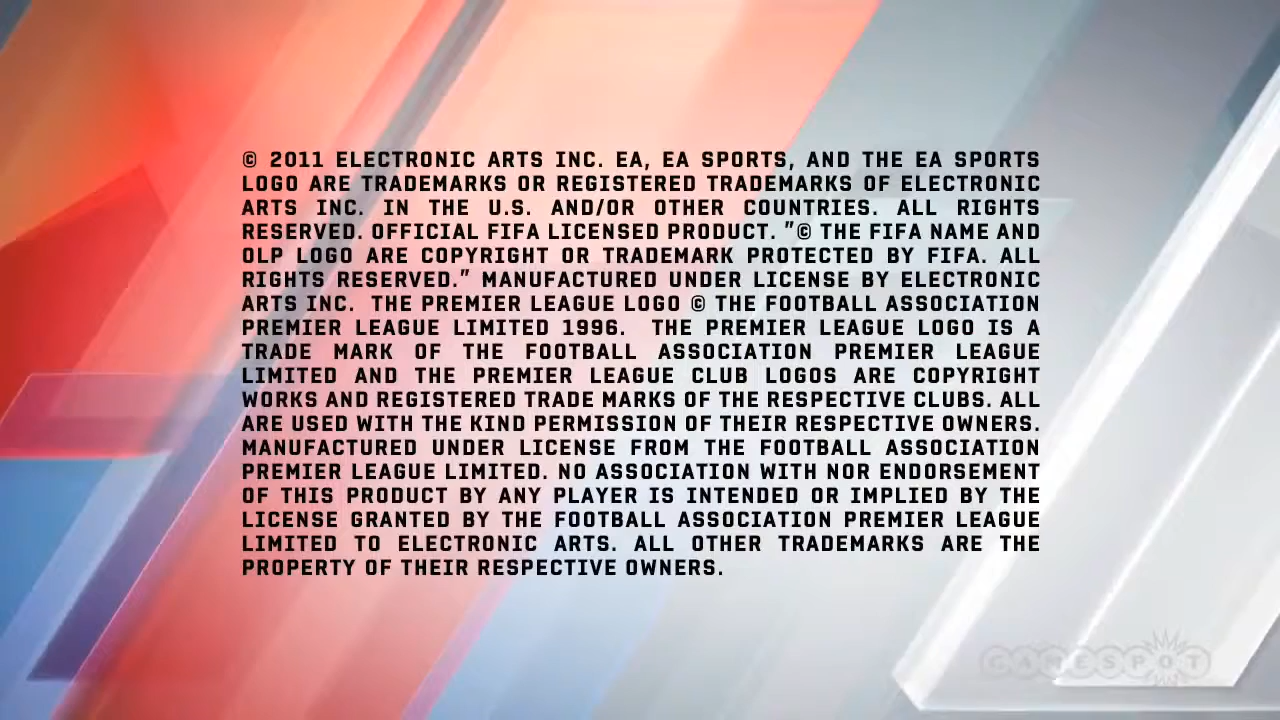 © 2011 ELECTRONIC ARTS INC. EA, EA SPORTS, AND THE EA SPORTS
LOGO ARE TRADEMARKS OR REGISTERED TRADEMARKS OF ELECTRONIC
ARTS INC. IN THE U.S. AND/OR OTHER COUNTRIES. ALL RIGHTS
RESERVED. OFFICIAL FIFA LICENSED PRODUCT. "© THE FIFA NAME AND
OLP LOGO ARE COPYRIGHT OR TRADEMARK PROTECTED BY FIFA. ALL
RIGHTS RESERVED." MANUFACTURED UNDER LICENSE BY ELECTRONIC
ARTS INC. THE PREMIER LEAGUE LOGO © THE FOOTBALL ASSOCIATION
PREMIER LEAGUE LIMITED 1996. THE PREMIER LEAGUE LOGO IS A
TRADE MARK OF THE FOOTBALL ASSOCIATION PREMIER LEAGUE
LIMITED AND THE PREMIER LEAGUE CLUB LOGOS ARE COPYRIGHT
WORKS AND REGISTERED TRADE MARKS OF THE RESPECTIVE CLUBS. ALL
ARE USED WITH THE KIND PERMISSION OF THEIR RESPECTIVE OWNERS.
MANUFACTURED UNDER LICENSE FROM THE FOOTBALL ASSOCIATION
PREMIER LEAGUE LIMITED. NO ASSOCIATION WITH NOR ENDORSEMENT
OF THIS PRODUCT BY ANY PLAYER IS INTENDED OR IMPLIED BY THE
LICENSE GRANTED BY THE FOOTBALL ASSOCIATION PREMIER LEAGUE
LIMITED TO ELECTRONIC ARTS. ALL OTHER TRADEMARKS ARE THE
PROPERTY OF THEIR RESPECTIVE OWNERS.
GAMESPOT